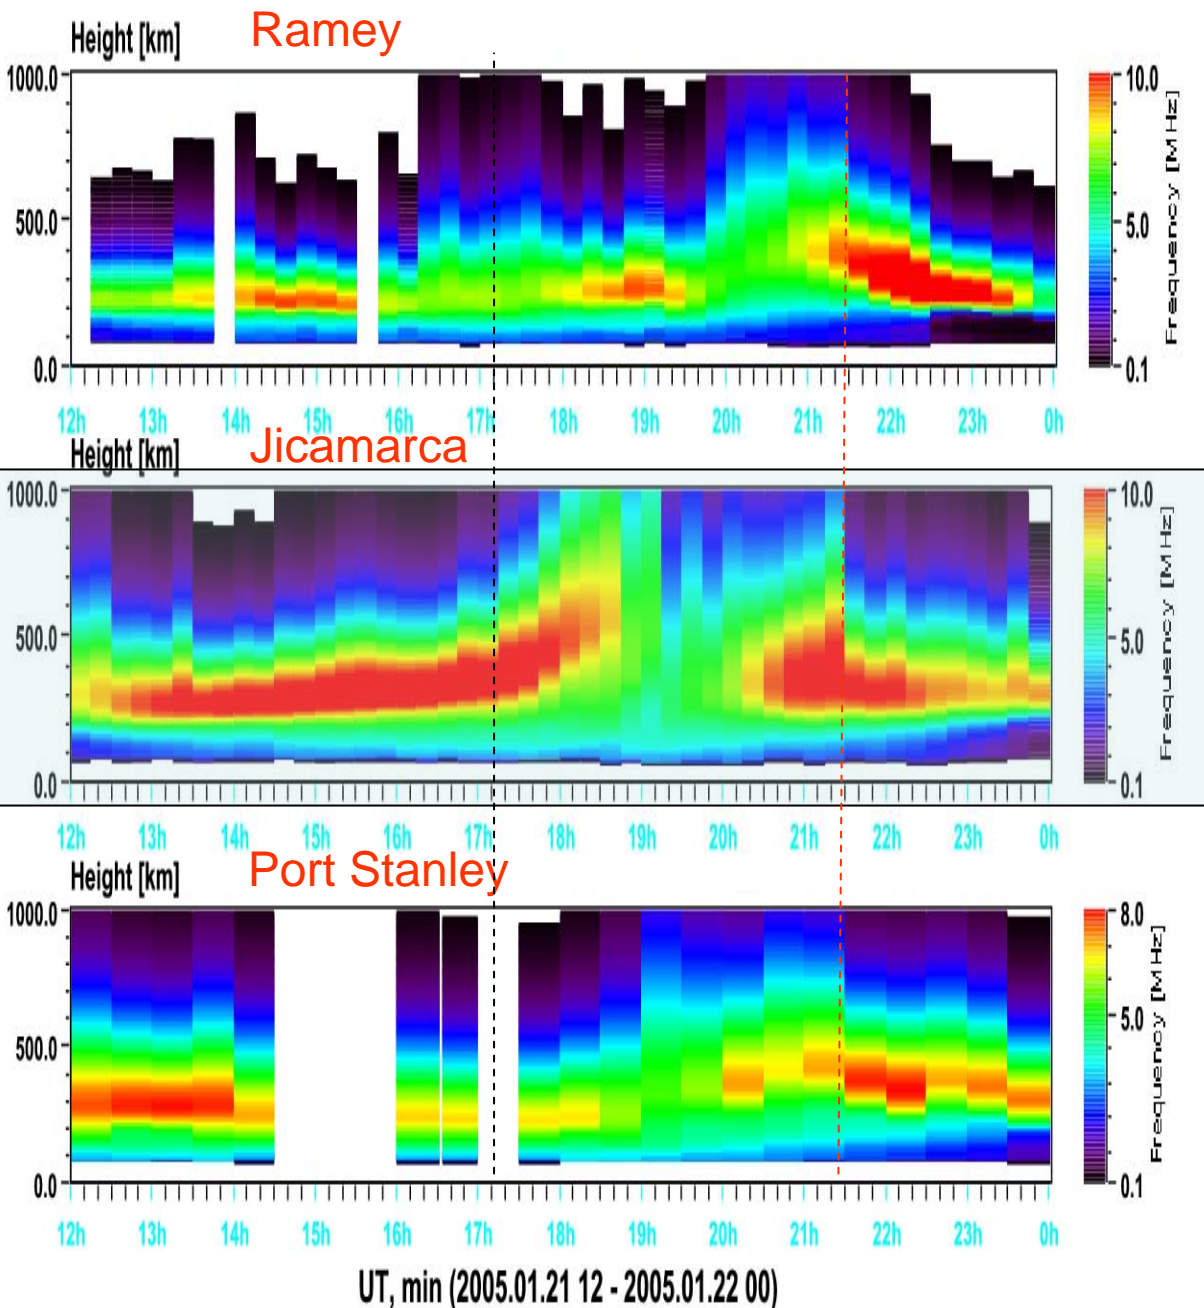 Ramey
Height [km]
1000.0
500.0
0.0
12h 13h 14h 15h 16h 17h 18h 19h 20h 21h 22h 23h 0h
10.0
5.0
0.1
Frequency [MHz]
Jicamarca
Height [km]
1000.0
500.0
0.0
12h 13h 14h 15h 16h 17h 18h 19h 20h 21h 22h 23h 0h
10.0
5.0
0.1
Frequency [MHz]
Port Stanley
Height [km]
1000.0
500.0
0.0
12h 13h 14h 15h 16h 17h 18h 19h 20h 21h 22h 23h 0h
8.0
5.0
0.1
Frequency [MHz]
UT, min (2005.01.21 12 - 2005.01.22 00)